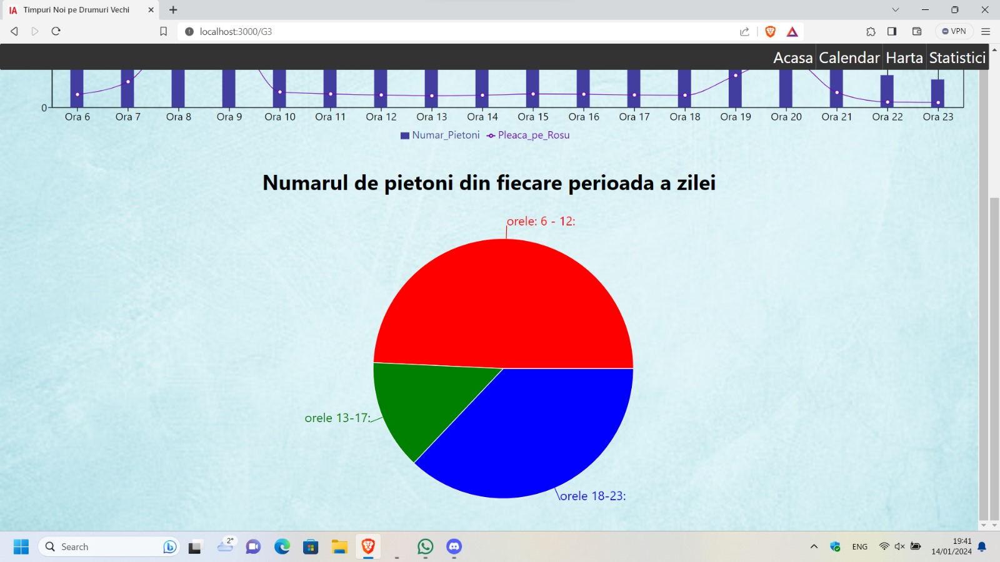 Timpuri Noi pe Drumuri Vechi
localhost:3000/G3
VPN
Acasa Calendar Harta Statistici
0
Ora 6 Ora 7 Ora 8 Ora 9 Ora 10 Ora 11 Ora 12 Ora 13 Ora 14 Ora 15 Ora 16 Ora 17 Ora 18 Ora 19 Ora 20 Ora 21 Ora 22 Ora 23
Numar_Pietoni Pleaca_pe_Rosu
Numarul de pietoni din fiecare perioada a zilei
orele: 6 - 12:
orele 13-17:
orele 18-23:
Search
2°
ENG
19:41
14/01/2024